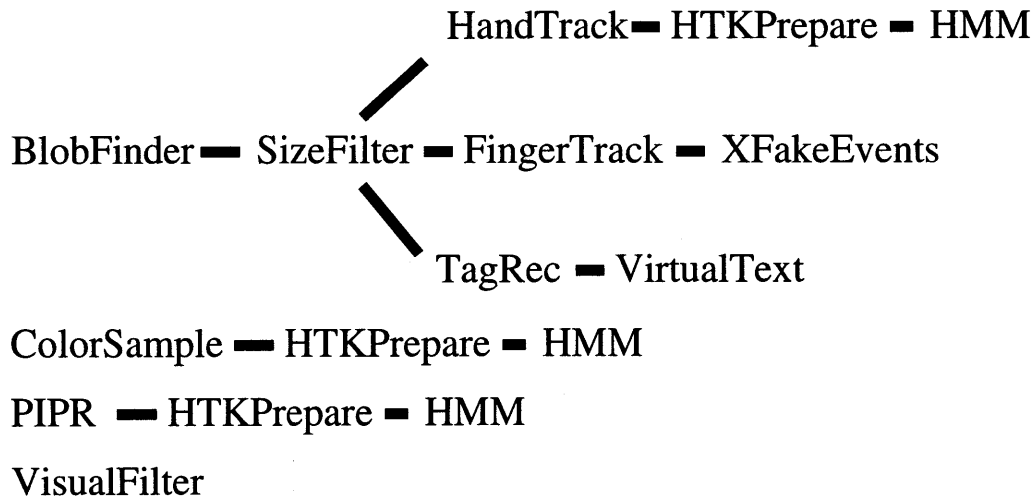 HandTrack HTKPrepare HMM
BlobFinder SizeFilter FingerTrack XFakeEvents
TagRec VirtualText
ColorSample HTKPrepare HMM
PIPR HTKPrepare HMM
VisualFilter